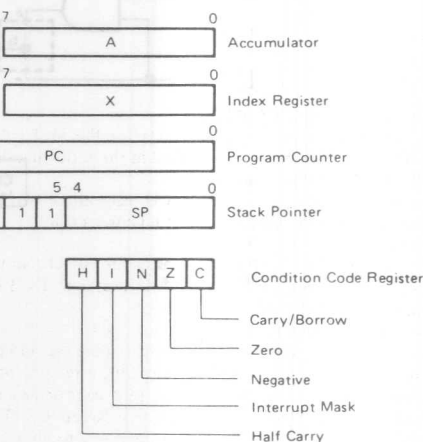 7 0
A Accumulator
7 0
X Index Register
0
PC Program Counter
5 4 0
1 1 SP Stack Pointer
H I N Z C Condition Code Register
Carry/Borrow
Zero
Negative
Interrupt Mask
Half Carry